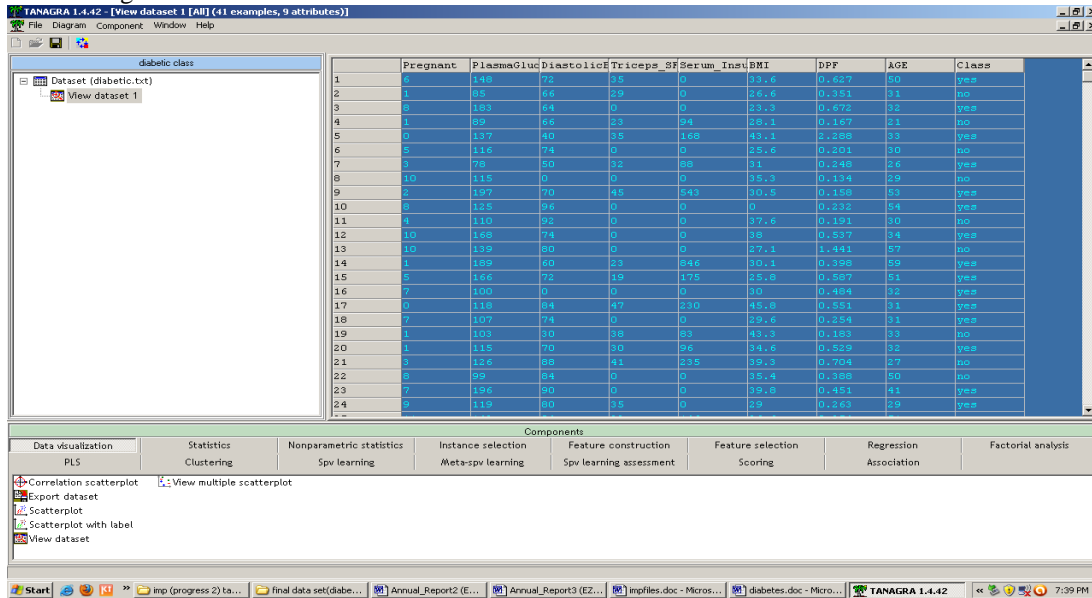 TANAGRA 1.4.42 - [View dataset 1 [All] (41 examples, 9 attributes)]
File Diagram Component Window Help
diabetic class
Dataset (diabetic.txt)
View dataset 1
Pregnant PlasmaGluc DiastolicB Triceps_SF Serum_Insu BMI DPF AGE Class
1 6 148 72 35 0 33.6 0.627 50 yes
2 1 85 66 29 0 26.6 0.351 31 no
3 8 183 64 0 0 23.3 0.672 32 yes
4 1 89 66 23 94 28.1 0.167 21 no
5 0 137 40 35 168 43.1 2.288 33 yes
6 5 116 74 0 0 25.6 0.201 30 no
7 3 78 50 32 88 31 0.248 26 yes
8 10 115 0 0 0 35.3 0.134 29 no
9 2 197 70 45 543 30.5 0.158 53 yes
10 8 125 96 0 0 0 0.232 54 yes
11 4 110 92 0 0 37.6 0.191 30 no
12 10 168 74 0 0 38 0.537 34 yes
13 10 139 80 0 0 27.1 1.441 57 no
14 1 189 60 23 846 30.1 0.398 59 yes
15 5 166 72 19 175 25.8 0.587 51 yes
16 7 100 0 0 0 30 0.484 32 yes
17 0 118 84 47 230 45.8 0.551 31 yes
18 7 107 74 0 0 29.6 0.254 31 yes
19 1 103 30 38 83 43.3 0.183 33 no
20 1 115 70 30 96 34.6 0.529 32 yes
21 3 126 88 41 235 39.3 0.704 27 no
22 8 99 84 0 0 35.4 0.388 50 no
23 7 196 90 0 0 39.8 0.451 41 yes
24 9 119 80 35 0 29 0.263 29 yes
Components
Data visualization Statistics Nonparametric statistics Instance selection Feature construction Feature selection Regression Factorial analysis
PLS Clustering Spv learning Meta-spv learning Spv learning assessment Scoring Association
Correlation scatterplot View multiple scatterplot
Export dataset
Scatterplot
Scatterplot with label
View dataset
Start imp (progress 2) ta... final data set(diabe... Annual_Report2 (E... Annual_Report3 (EZ... impfiles.doc - Micros... diabetes.doc - Micro... TANAGRA 1.4.42 7:39 PM